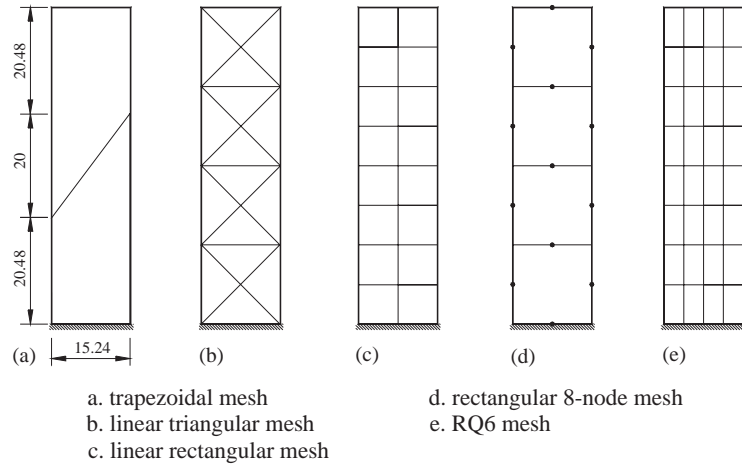 20.48
20
20.48
15.24
(a)
(b)
(c)
(d)
(e)
a. trapezoidal mesh
b. linear triangular mesh
c. linear rectangular mesh
d. rectangular 8-node mesh
e. RQ6 mesh